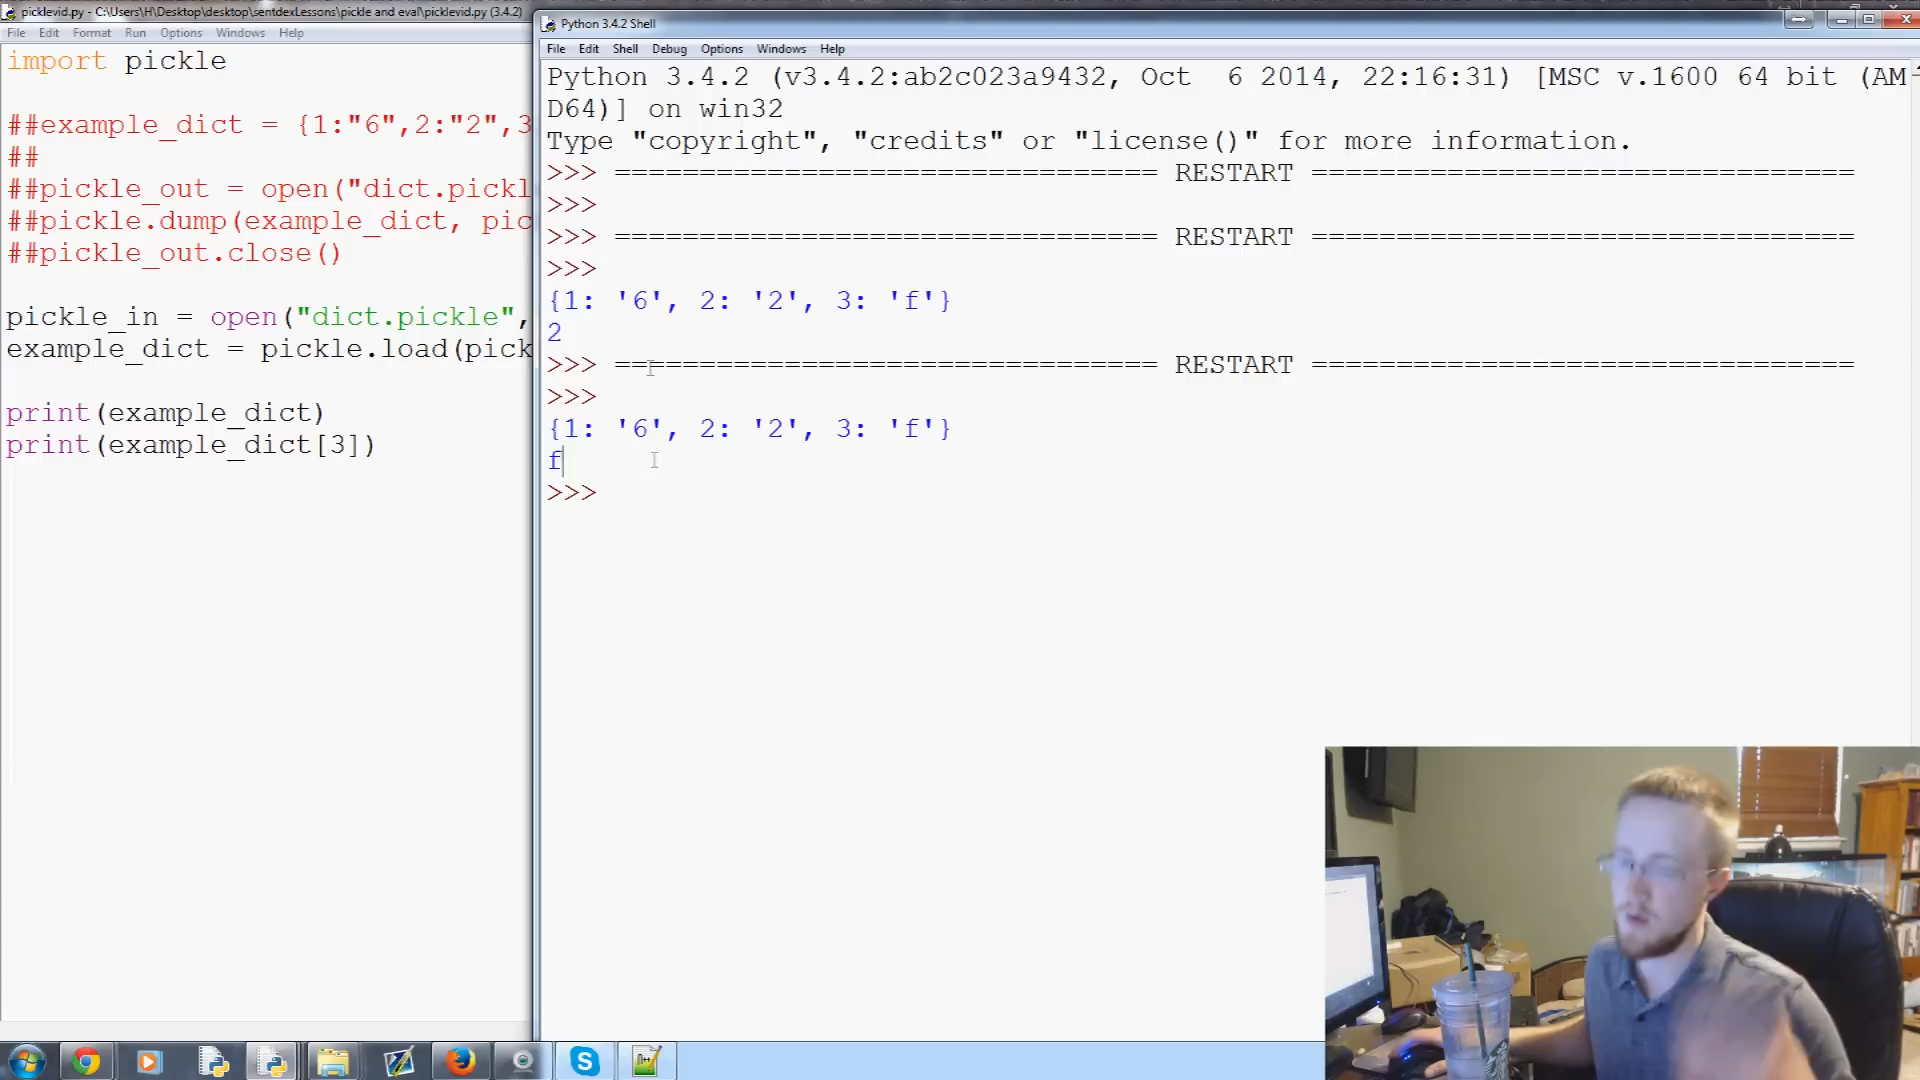 picklevid.py - C:\Users\H\Desktop\desktop\sentdexLessons\pickle and eval\picklevid.py (3.4.2)
File Edit Format Run Options Windows Help
import pickle
##example_dict = {1:"6",2:"2",3
##
##pickle_out = open("dict.pickl
##pickle.dump(example_dict, pic
##pickle_out.close()
pickle_in = open("dict.pickle",
example_dict = pickle.load(pick
print(example_dict)
print(example_dict[3])
Python 3.4.2 Shell
File Edit Shell Debug Options Windows Help
Python 3.4.2 (v3.4.2:ab2c023a9432, Oct  6 2014, 22:16:31) [MSC v.1600 64 bit (AM
D64)] on win32
Type "copyright", "credits" or "license()" for more information.
>>> ================================ RESTART ================================
>>>
>>> ================================ RESTART ================================
>>>
{1: '6', 2: '2', 3: 'f'}
2
>>> ================================ RESTART ================================
>>>
{1: '6', 2: '2', 3: 'f'}
f
>>>